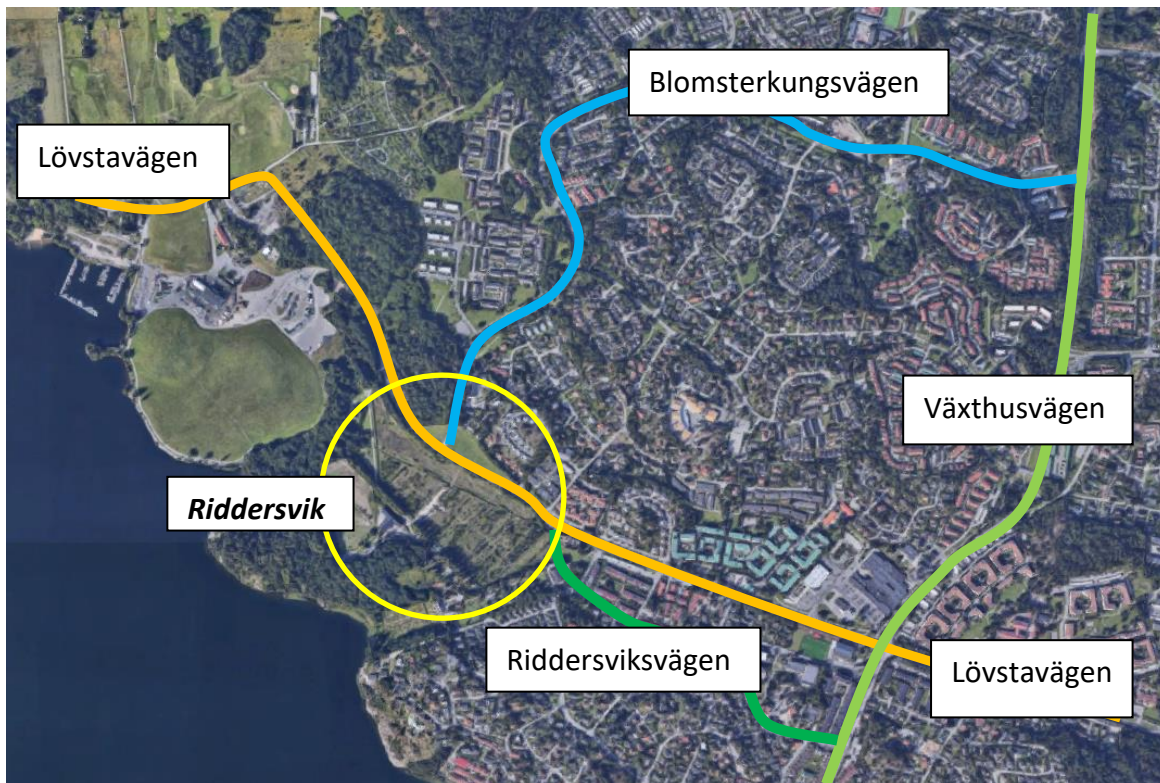 Blomsterkungsvägen
Lövstavägen
Växthusvägen
Riddersvik
Riddersviksvägen
Lövstavägen